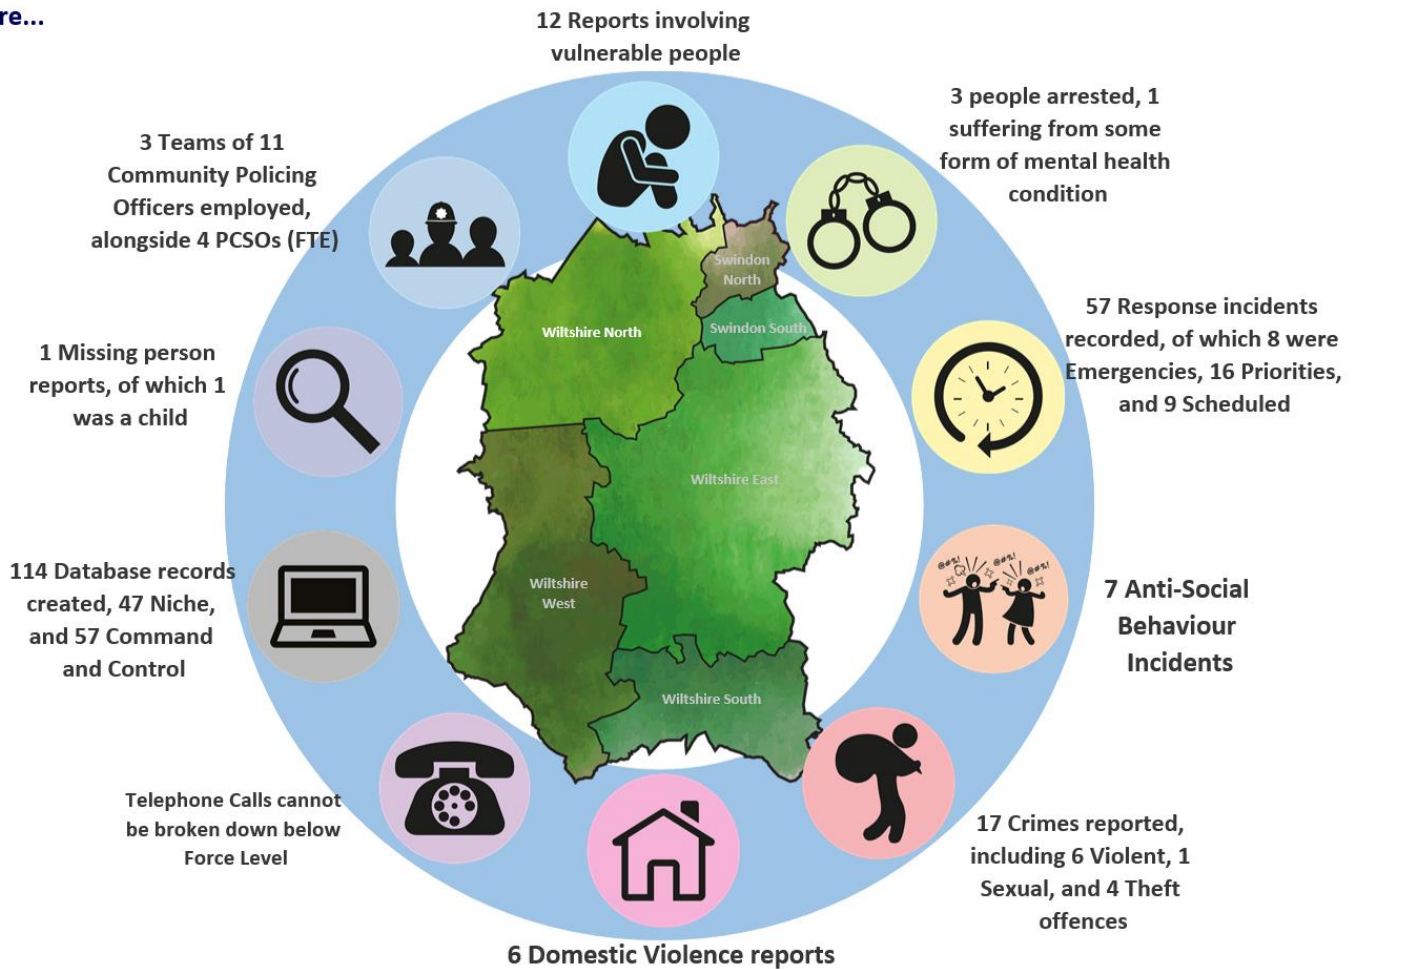 re...
12 Reports involving
vulnerable people
3 people arrested, 1
suffering from some
form of mental health
condition
3 Teams of 11
Community Policing
Officers employed,
alongside 4 PCSOs (FTE)
57 Response incidents
recorded, of which 8 were
Emergencies, 16 Priorities,
and 9 Scheduled
1 Missing person
reports, of which 1
was a child
Swindon
North
Swindon South
Wiltshire North
Wiltshire East
Wiltshire
West
Wiltshire South
114 Database records
created, 47 Niche,
and 57 Command
and Control
@#%!
@#%!
@#%!
7 Anti-Social
Behaviour
Incidents
Telephone Calls cannot
be broken down below
Force Level
17 Crimes reported,
including 6 Violent, 1
Sexual, and 4 Theft
offences
6 Domestic Violence reports